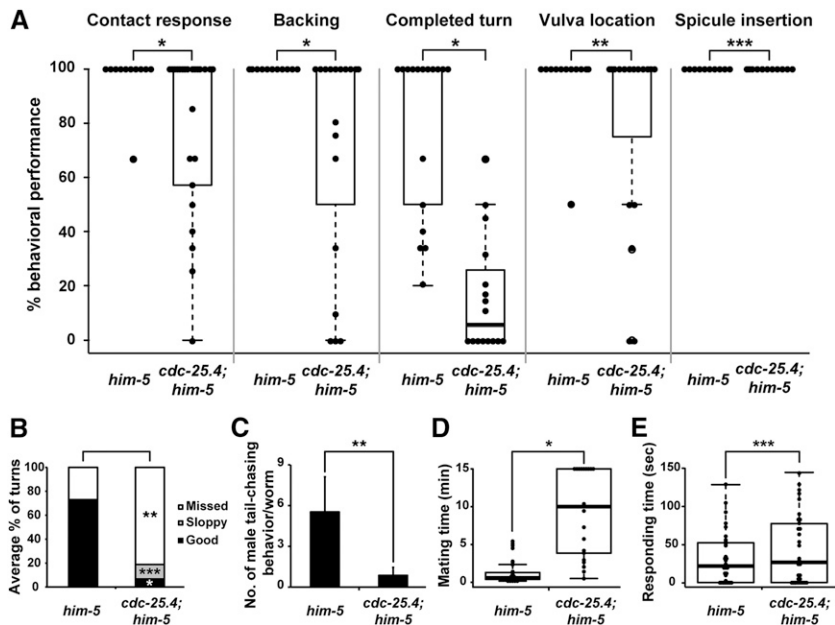 A
Contact response Backing Completed turn Vulva location Spicule insertion
* * * ** ***
% behavioral performance
100
80
60
40
20
0
him-5 cdc-25.4; him-5 him-5 cdc-25.4; him-5 him-5 cdc-25.4; him-5 him-5 cdc-25.4; him-5 him-5 cdc-25.4; him-5
B
Average % of turns
100
80
60
40
20
0
**
***
*
Missed
Sloppy
Good
him-5 cdc-25.4; him-5
C
No. of male tail-chasing
behavior/worm
9
6
3
0
**
him-5 cdc-25.4; him-5
D
Mating time (min)
15
10
5
0
*
him-5 cdc-25.4; him-5
E
Responding time (sec)
150
100
50
0
***
him-5 cdc-25.4; him-5